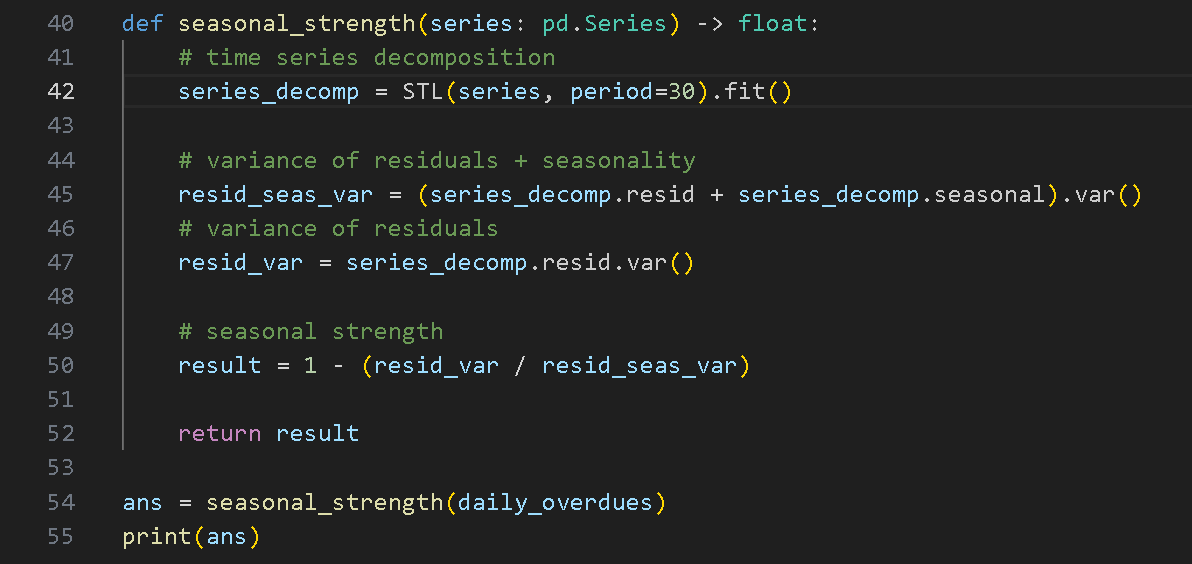 40 def seasonal_strength(series: pd.Series) -> float:
41 # time series decomposition
42 series_decomp = STL(series, period=30).fit()
43
44 # variance of residuals + seasonality
45 resid_seas_var = (series_decomp.resid + series_decomp.seasonal).var()
46 # variance of residuals
47 resid_var = series_decomp.resid.var()
48
49 # seasonal strength
50 result = 1 - (resid_var / resid_seas_var)
51
52 return result
53
54 ans = seasonal_strength(daily_overdues)
55 print(ans)